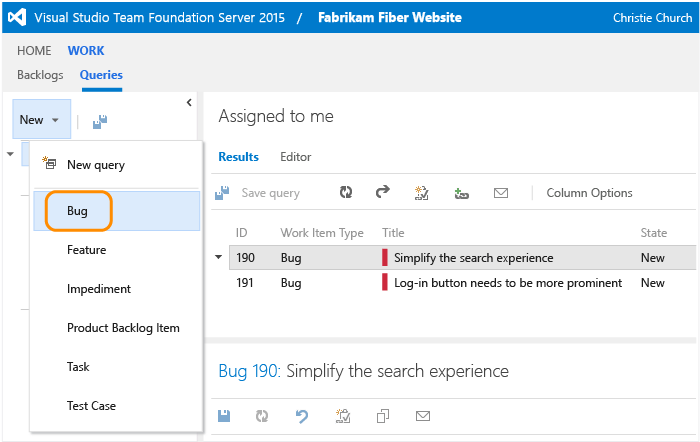 Visual Studio Team Foundation Server 2015 / Fabrikam Fiber Website Christie Church
HOME WORK
Backlogs Queries
New
New query
Bug
Feature
Impediment
Product Backlog Item
Task
Test Case
Assigned to me
Results Editor
Save query Column Options
ID Work Item Type Title State
190 Bug Simplify the search experience New
191 Bug Log-in button needs to be more prominent New
Bug 190: Simplify the search experience